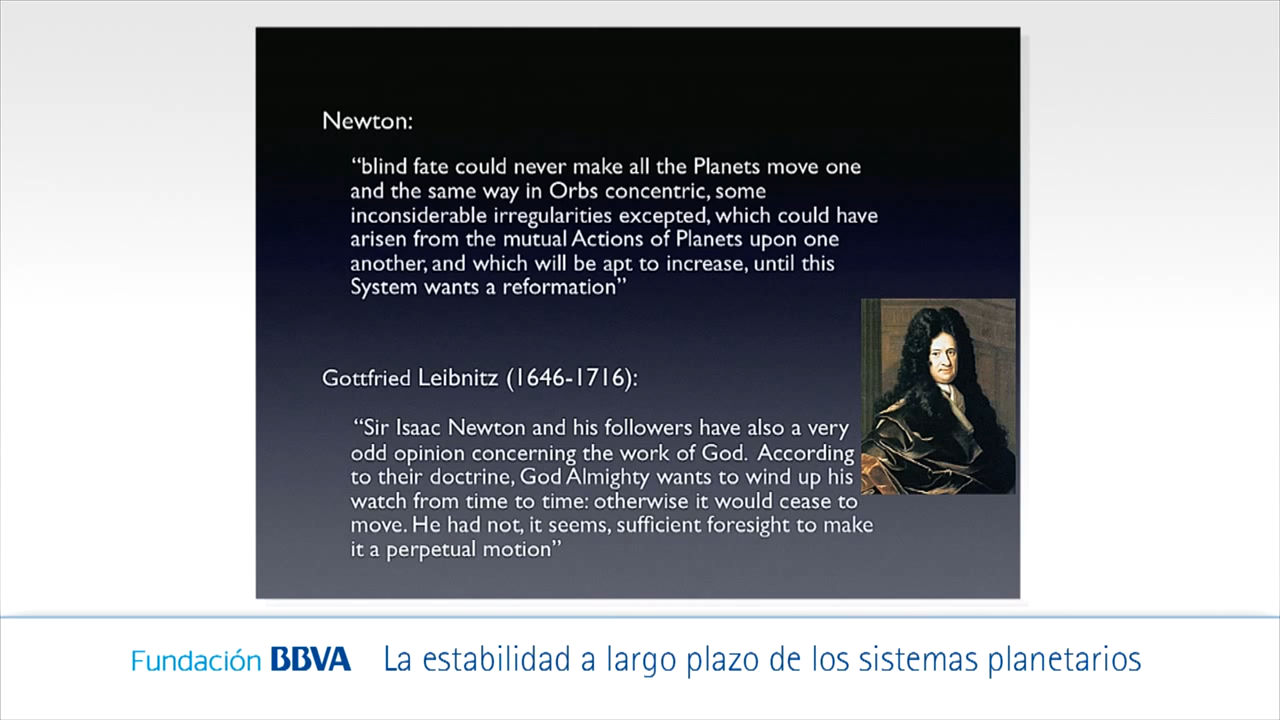 Newton:
“blind fate could never make all the Planets move one
and the same way in Orbs concentric, some
inconsiderable irregularities excepted, which could have
arisen from the mutual Actions of Planets upon one
another, and which will be apt to increase, until this
System wants a reformation”
Gottfried Leibnitz (1646-1716):
“Sir Isaac Newton and his followers have also a very
odd opinion concerning the work of God. According
to their doctrine, God Almighty wants to wind up his
watch from time to time: otherwise it would cease to
move. He had not, it seems, sufficient foresight to make
it a perpetual motion”
Fundación BBVA La estabilidad a largo plazo de los sistemas planetarios